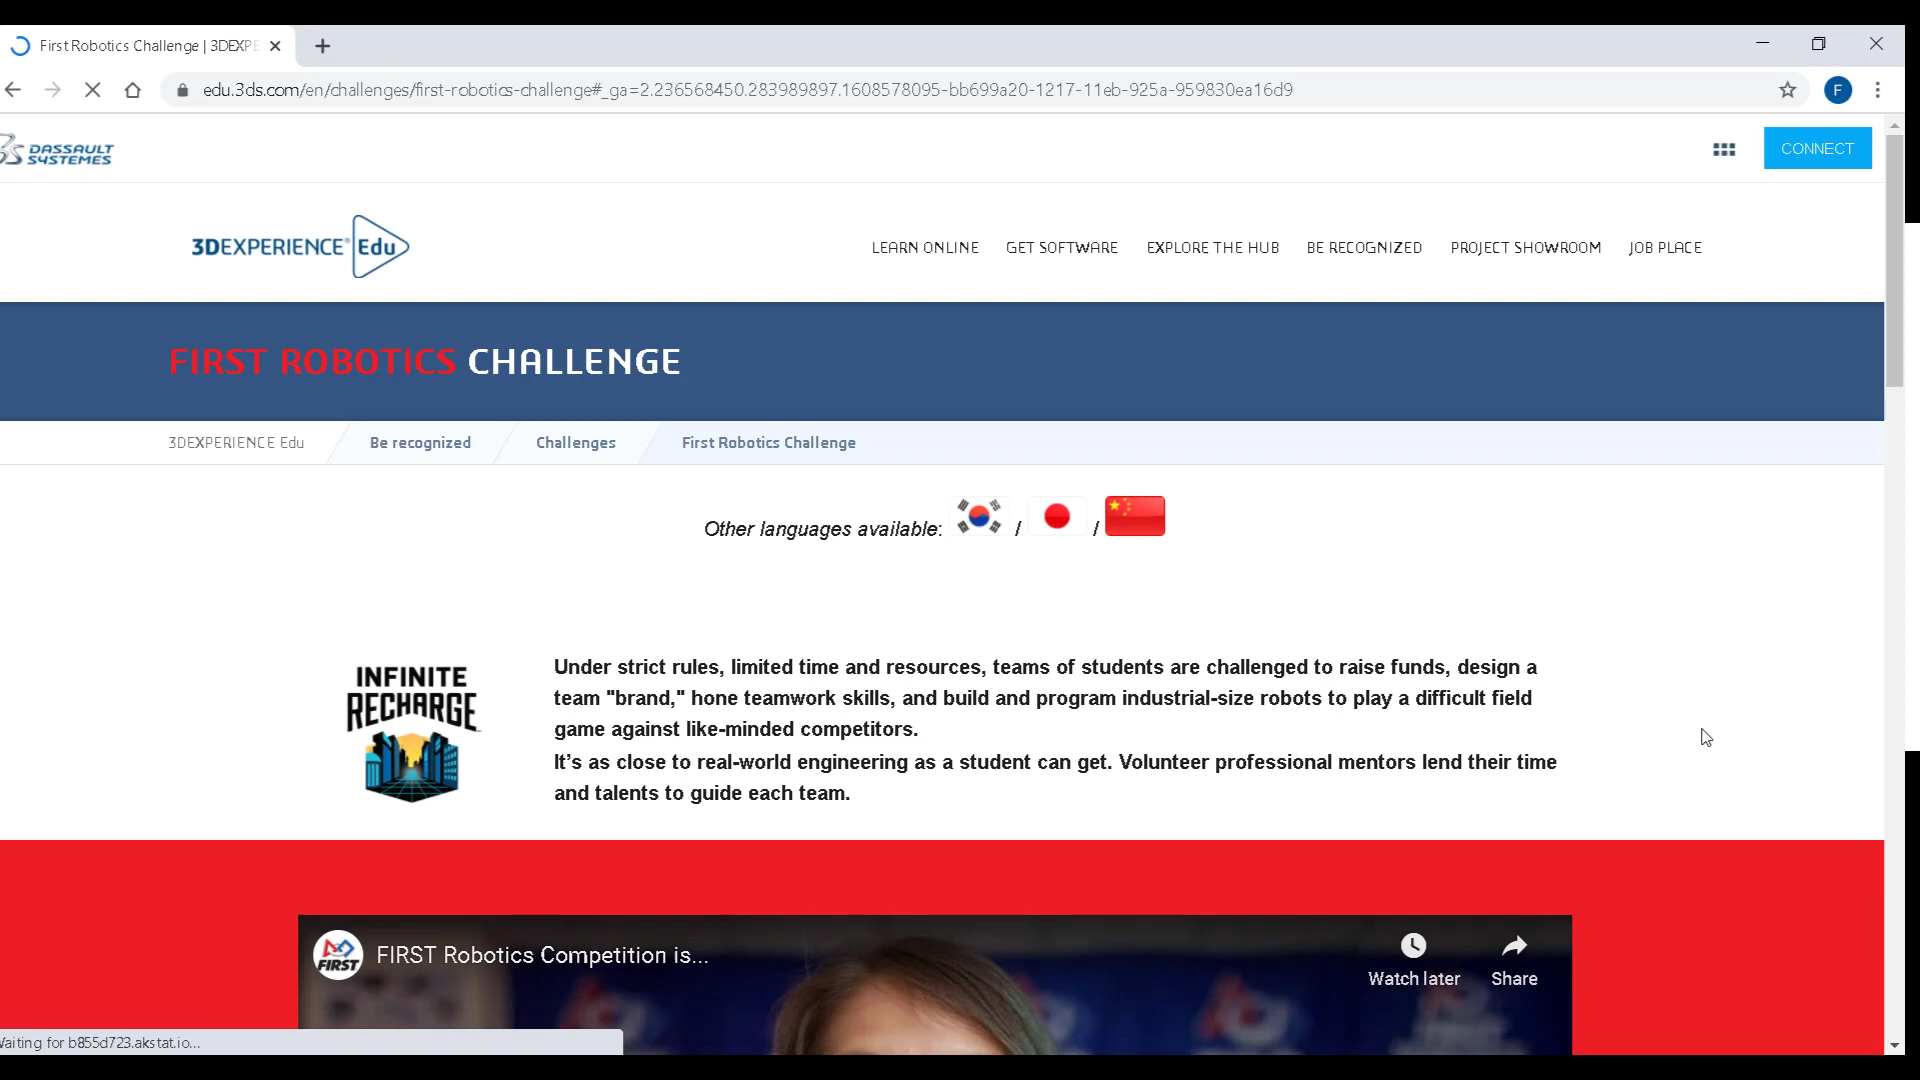 First Robotics Challenge | 3DEXPE
edu.3ds.com/en/challenges/first-robotics-challenge#_ga=2.236568450.283989897.1608578095-bb699a20-1217-11eb-925a-959830ea16d9
F
DASSAULT
SYSTEMES
CONNECT
3DEXPERIENCE® Edu
LEARN ONLINE GET SOFTWARE EXPLORE THE HUB BE RECOGNIZED PROJECT SHOWROOM JOB PLACE
FIRST ROBOTICS CHALLENGE
3DEXPERIENCE Edu Be recognized Challenges First Robotics Challenge
Other languages available: / /
INFINITE
RECHARGE
Under strict rules, limited time and resources, teams of students are challenged to raise funds, design a
team "brand," hone teamwork skills, and build and program industrial-size robots to play a difficult field
game against like-minded competitors.
It’s as close to real-world engineering as a student can get. Volunteer professional mentors lend their time
and talents to guide each team.
FIRST
FIRST Robotics Competition is...
Watch later Share
Waiting for b855d723.akstat.io...